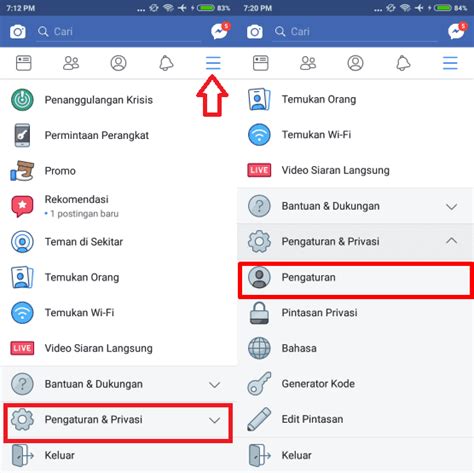 7:12 PM
83%
Cari
5
Penanggulangan Krisis
Permintaan Perangkat
Promo
Rekomendasi
• 1 postingan baru
Teman di Sekitar
Temukan Orang
Temukan Wi-Fi
LIVE Video Siaran Langsung
Bantuan & Dukungan
Pengaturan & Privasi
Keluar
7:20 PM
84%
Cari
5
Temukan Orang
Temukan Wi-Fi
LIVE Video Siaran Langsung
Bantuan & Dukungan
Pengaturan & Privasi
Pengaturan
Pintasan Privasi
Bahasa
Generator Kode
Edit Pintasan
Keluar